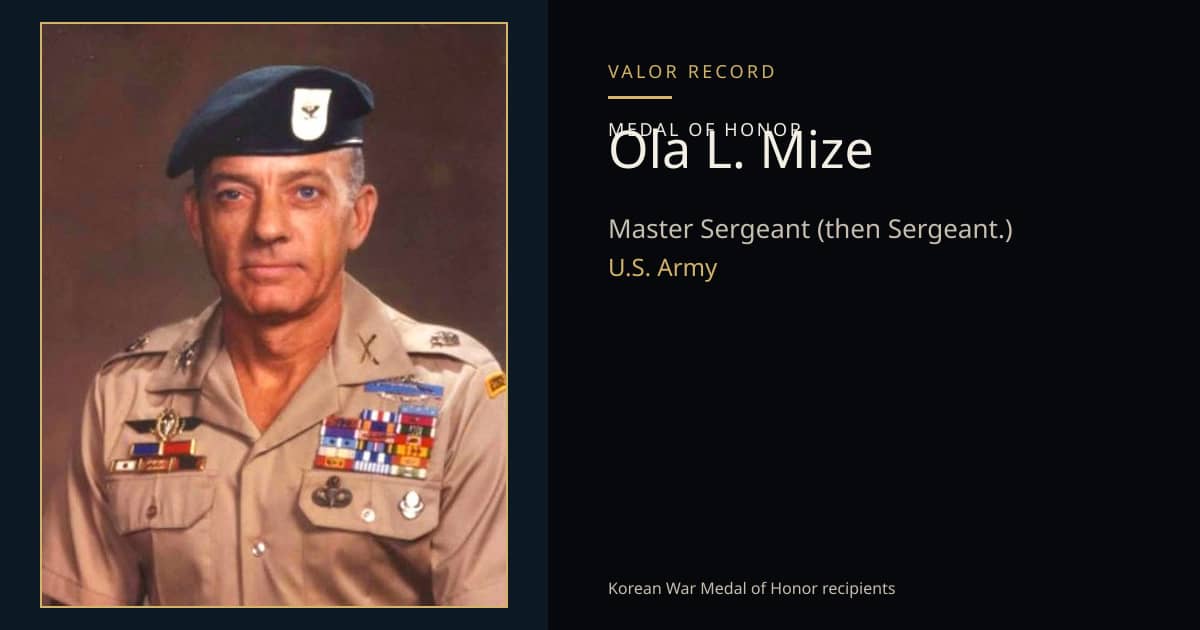 VALOR RECORD
MEDAL OF HONOR
Ola L. Mize
Master Sergeant (then Sergeant.)
U.S. Army
Korean War Medal of Honor recipients